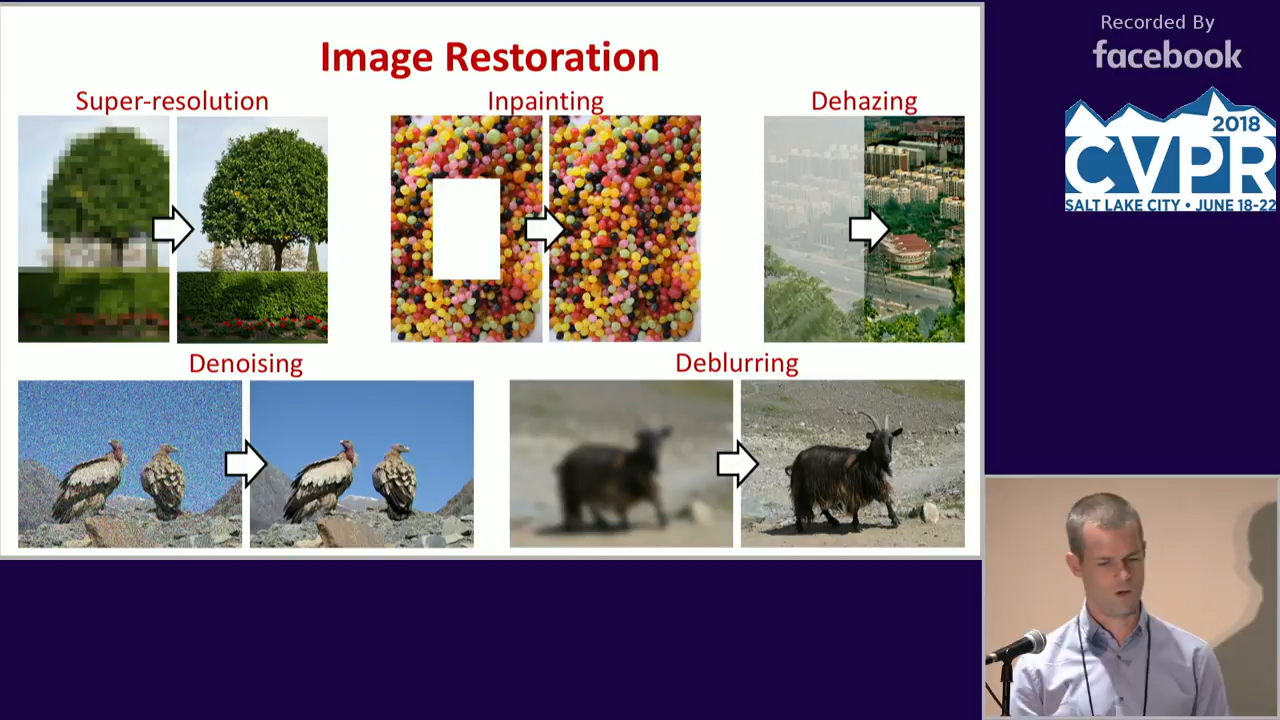 Image Restoration
Super-resolution
Inpainting
Dehazing
Denoising
Deblurring
Recorded By
facebook
2018
CVPR
SALT LAKE CITY • JUNE 18-22